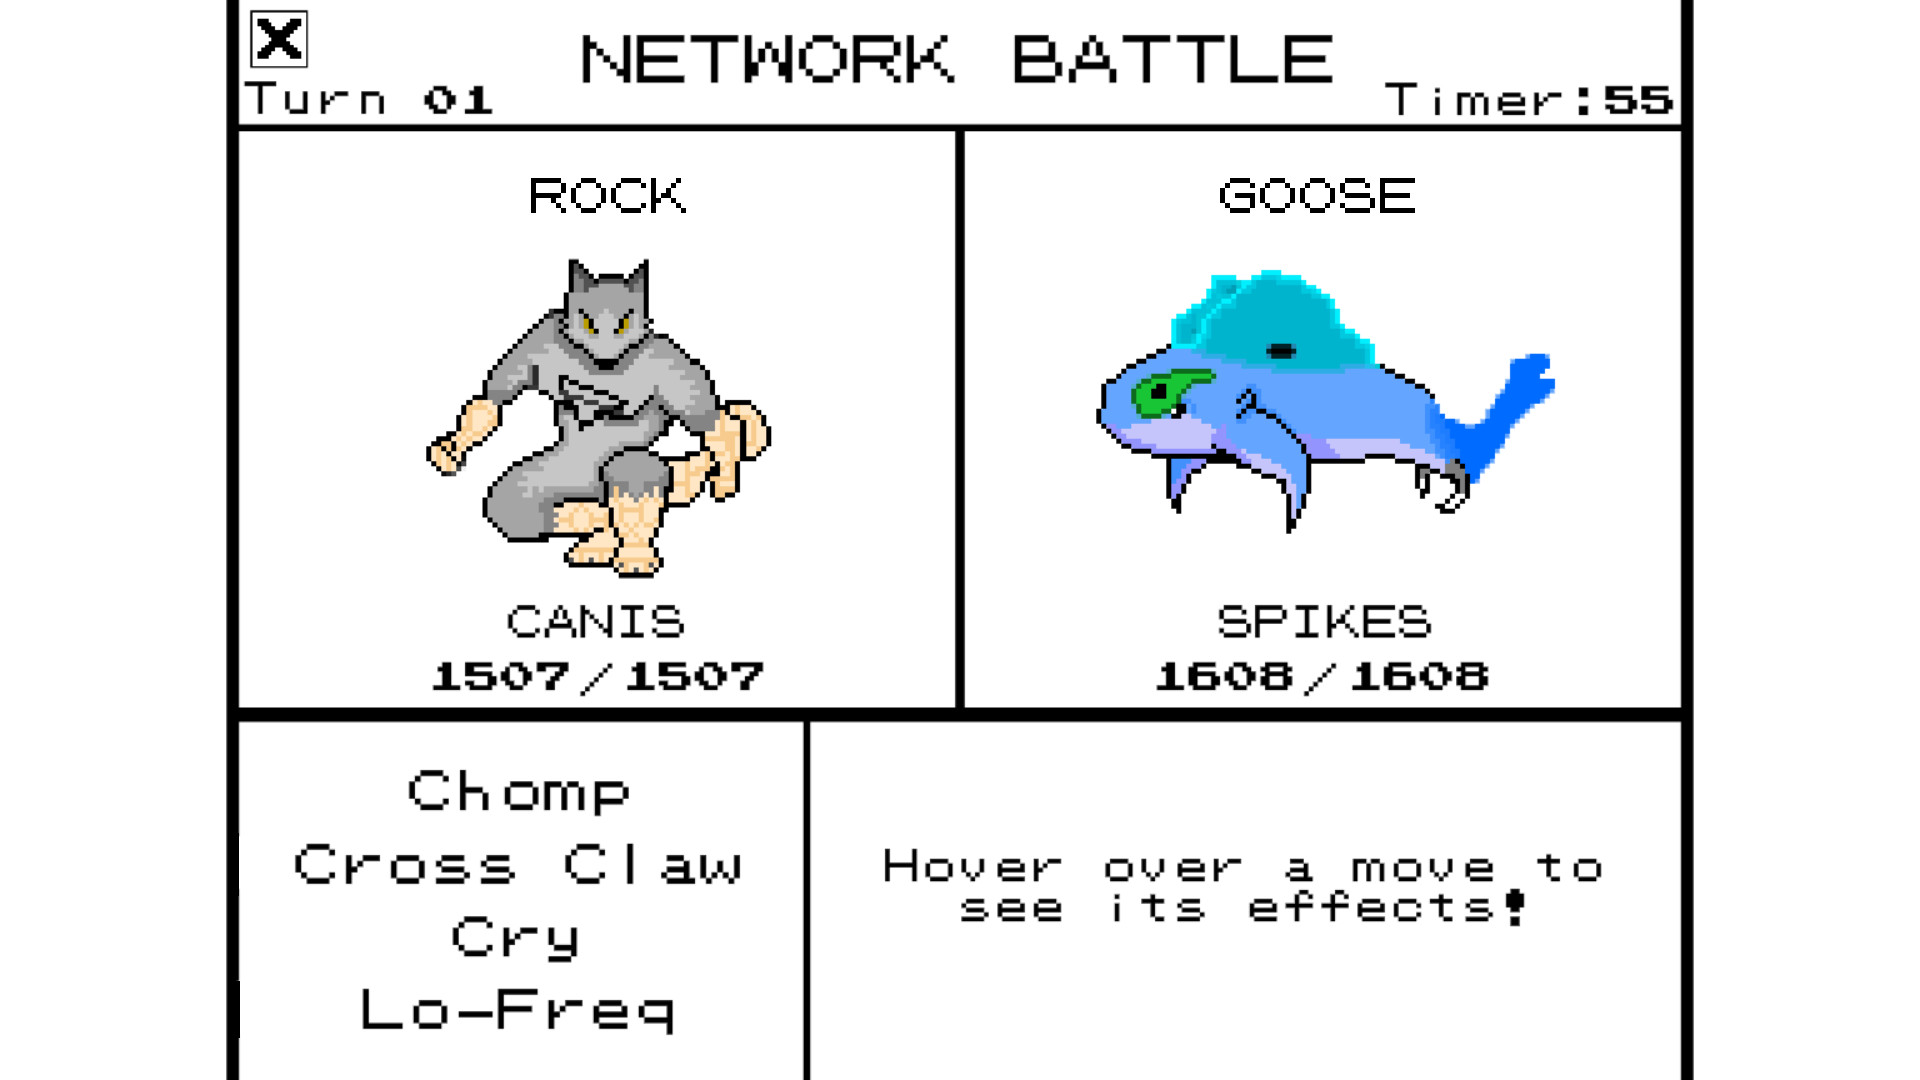 NETWORK BATTLE
Turn 01
Timer:55
ROCK
GOOSE
CANIS
1507/1507
SPIKES
1608/1608
Chomp
Cross Claw
Cry
Lo-Freq
Hover over a move to
see its effects!